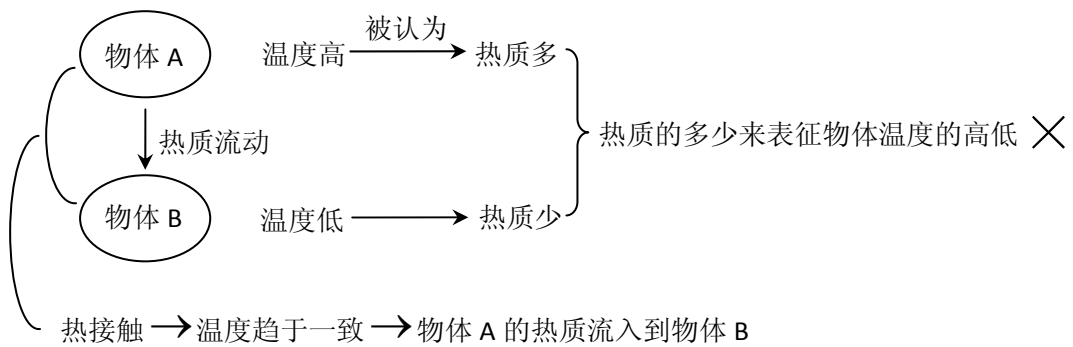 物体 A 温度高 被认为 热质多
热质流动
热质的多少来表征物体温度的高低
物体 B 温度低 热质少
热接触 → 温度趋于一致 → 物体 A 的热质流入到物体 B